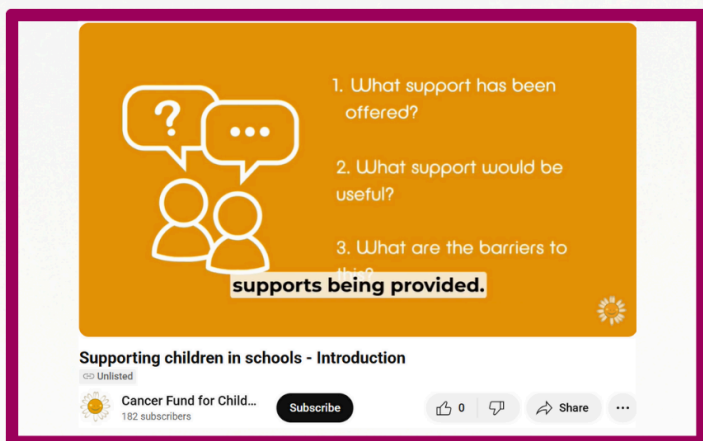 ?
...
1. What support has been
offered?
2. What support would be
useful?
3. What are the barriers to
this?
supports being provided.
Supporting children in schools - Introduction
Unlisted
Cancer Fund for Child...
182 subscribers
Subscribe
0
Share
...